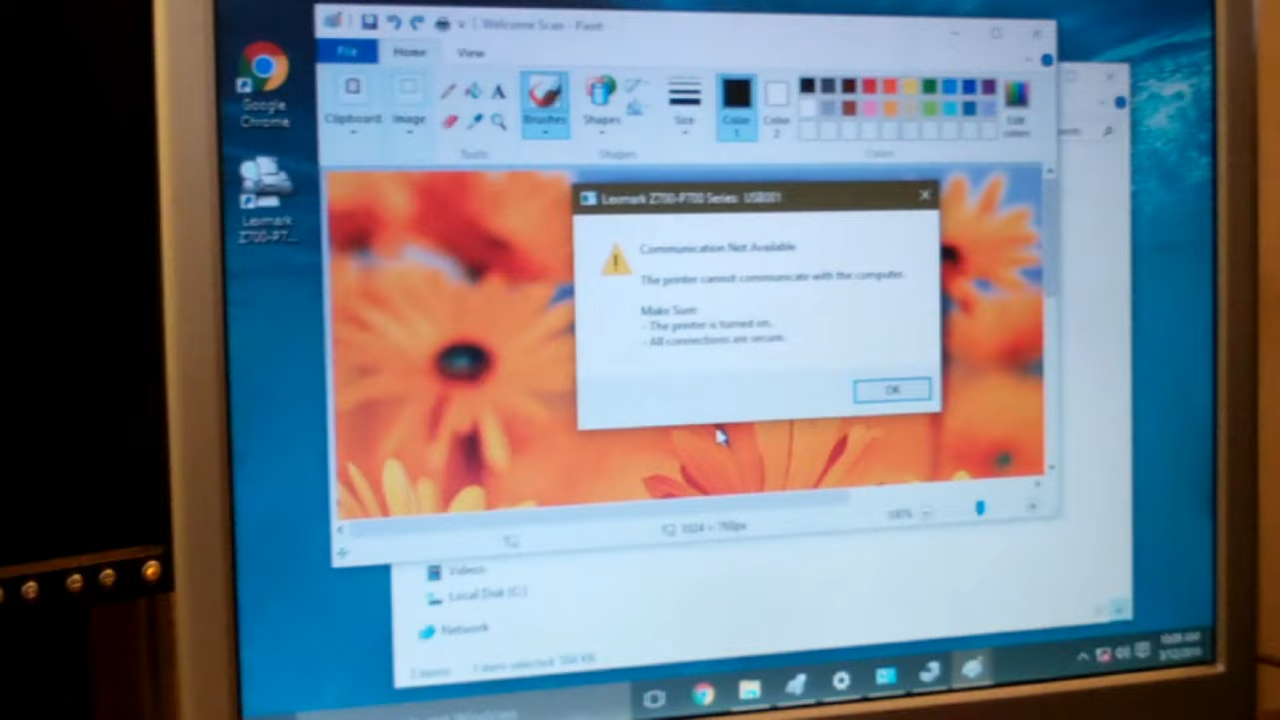 Welcome Scan - Paint
File Home View
Google
Chrome
Lexmark
Z700-P7...
Clipboard Image Brushes Shapes Size Color
1 Color
2 Edit
colors
Tools Shapes Colors
Lexmark Z700-P700 Series: USB001
Communication Not Available
The printer cannot communicate with the computer.
Make Sure:
- The printer is turned on.
- All connections are secure.
OK
100%
1024 × 768px
Videos
Local Disk (C:)
Network